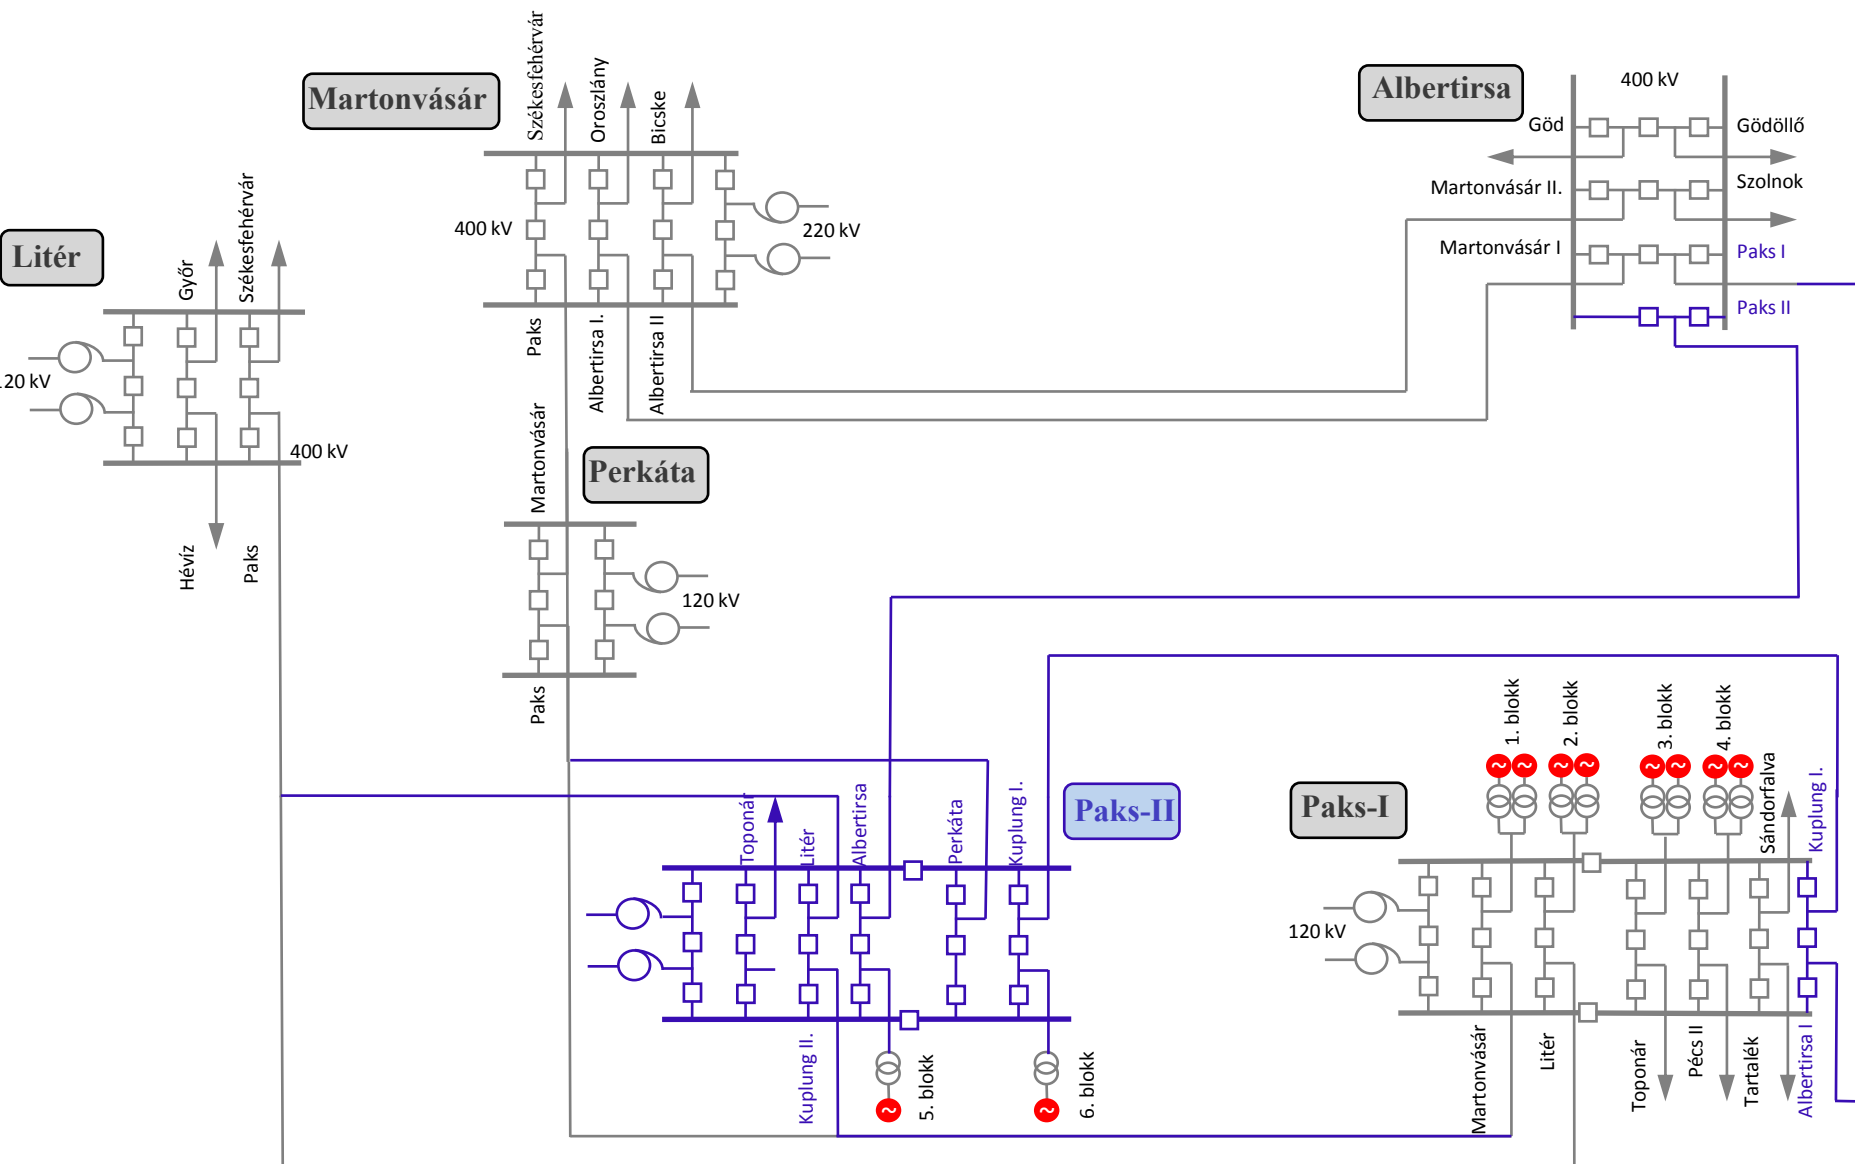 Martonvásár
Székesfehérvár
Oroszlány
Bicske
400 kV
220 kV
Paks
Albertirsa I.
Albertirsa II
Albertirsa
400 kV
Göd
Gödöllő
Martonvásár II.
Szolnok
Martonvásár I
Paks I
Paks II
Litér
Győr
Székesfehérvár
20 kV
400 kV
Hévíz
Paks
Perkáta
Martonvásár
120 kV
Paks
Paks-II
Toponár
Litér
Albertirsa
Perkáta
Kuplung I.
Kuplung II.
5. blokk
6. blokk
Paks-I
1. blokk
2. blokk
3. blokk
4. blokk
Sándorfalva
Kuplung I.
120 kV
Martonvásár
Litér
Toponár
Pécs II
Tartalék
Albertirsa I